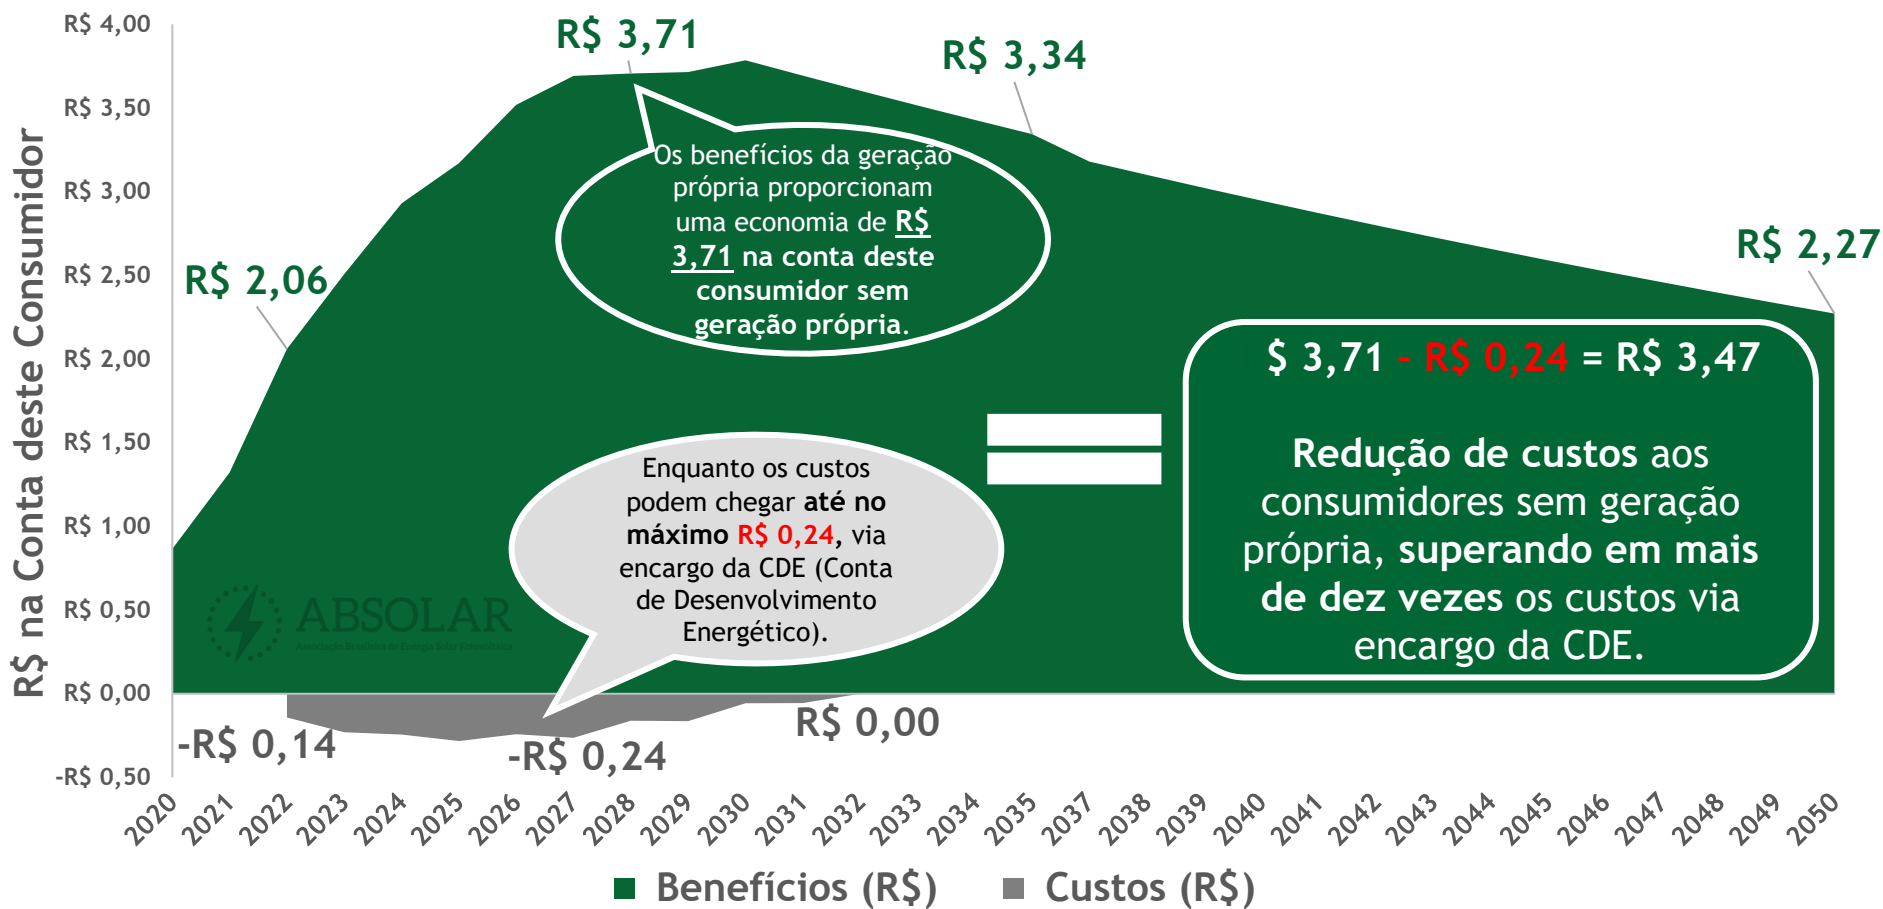 R$ na Conta deste Consumidor
R$ 4,00
R$ 3,50
R$ 3,00
R$ 2,50
R$ 2,00
R$ 1,50
R$ 1,00
R$ 0,50
R$ 0,00
-R$ 0,50
R$ 2,06
R$ 3,71
R$ 3,34
R$ 2,27
Os benefícios da geração
própria proporcionam
uma economia de R$
3,71 na conta deste
consumidor sem
geração própria.
Enquanto os custos
podem chegar até no
máximo R$ 0,24, via
encargo da CDE (Conta
de Desenvolvimento
Energético).
$ 3,71 – R$ 0,24 = R$ 3,47
Redução de custos aos
consumidores sem geração
própria, superando em mais
de dez vezes os custos via
encargo da CDE.
ABSOLAR
Associação Brasileira de Energia Solar Fotovoltaica
-R$ 0,14
-R$ 0,24
R$ 0,00
2020
2021
2022
2023
2024
2025
2026
2027
2028
2029
2030
2031
2032
2033
2034
2035
2037
2038
2039
2040
2041
2042
2043
2044
2045
2046
2047
2048
2049
2050
Benefícios (R$)
Custos (R$)